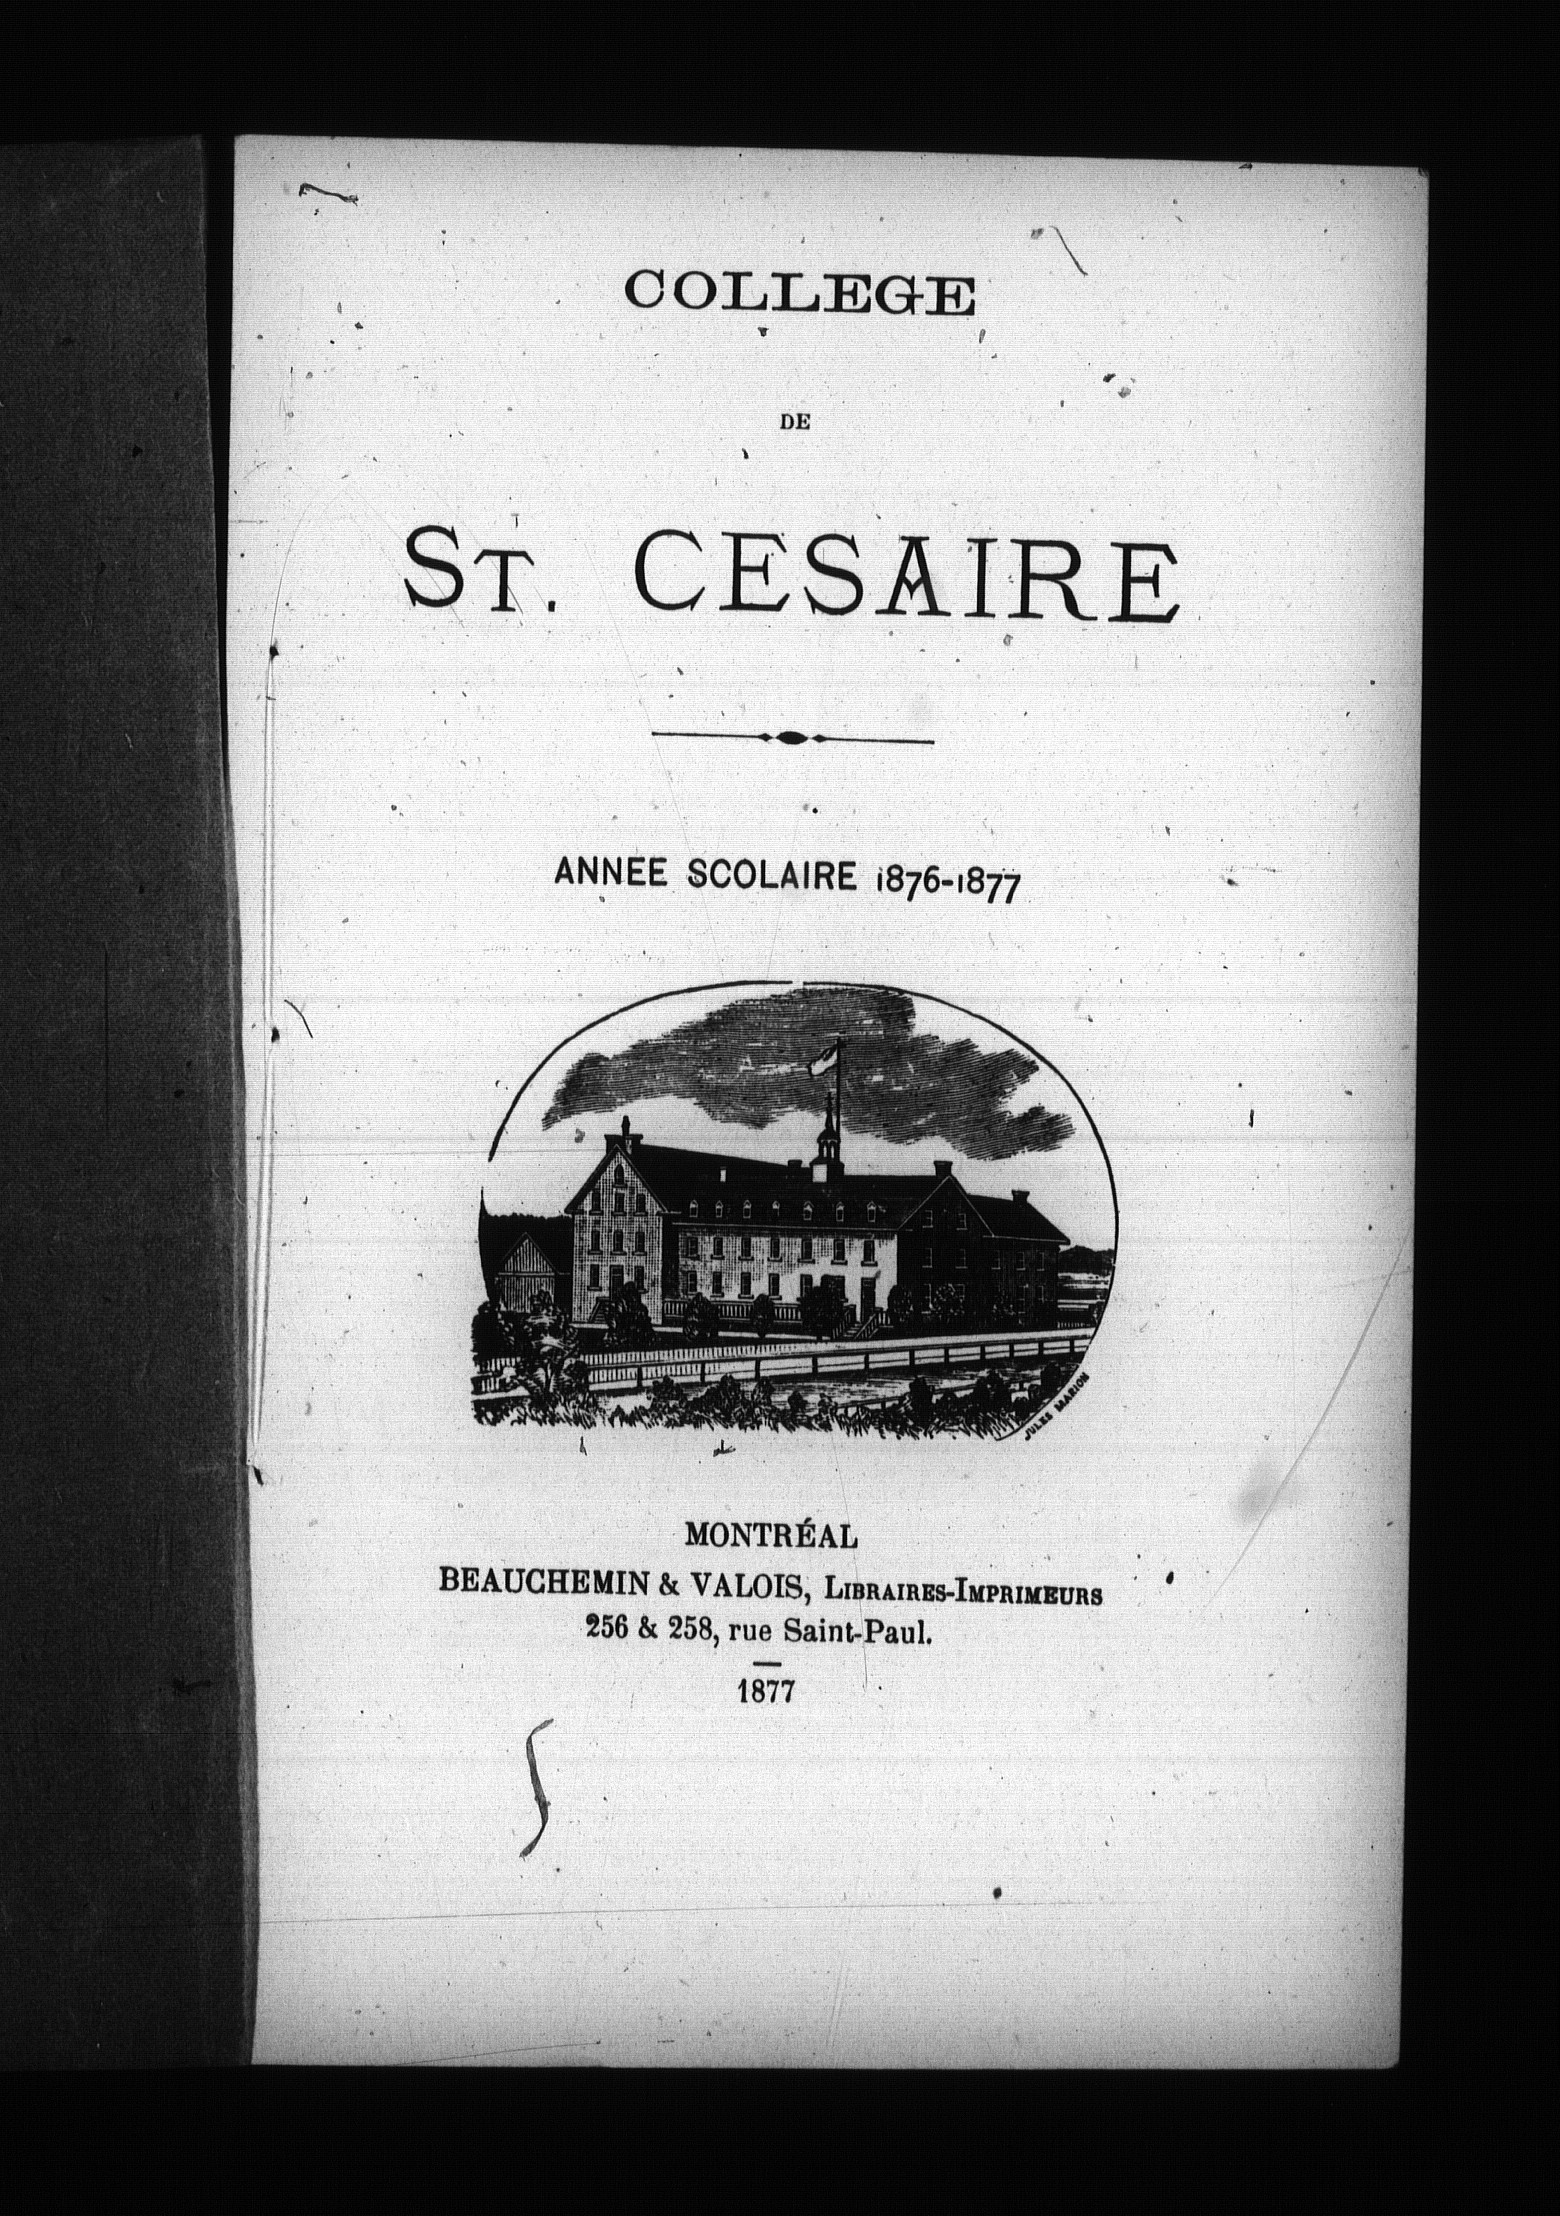 COLLEGE
DE
ST. CESAIRE
ANNEE SCOLAIRE 1876-1877
JULES MARION
MONTRÉAL
BEAUCHEMIN & VALOIS, LIBRAIRES-IMPRIMEURS
256 & 258, rue Saint-Paul.
1877